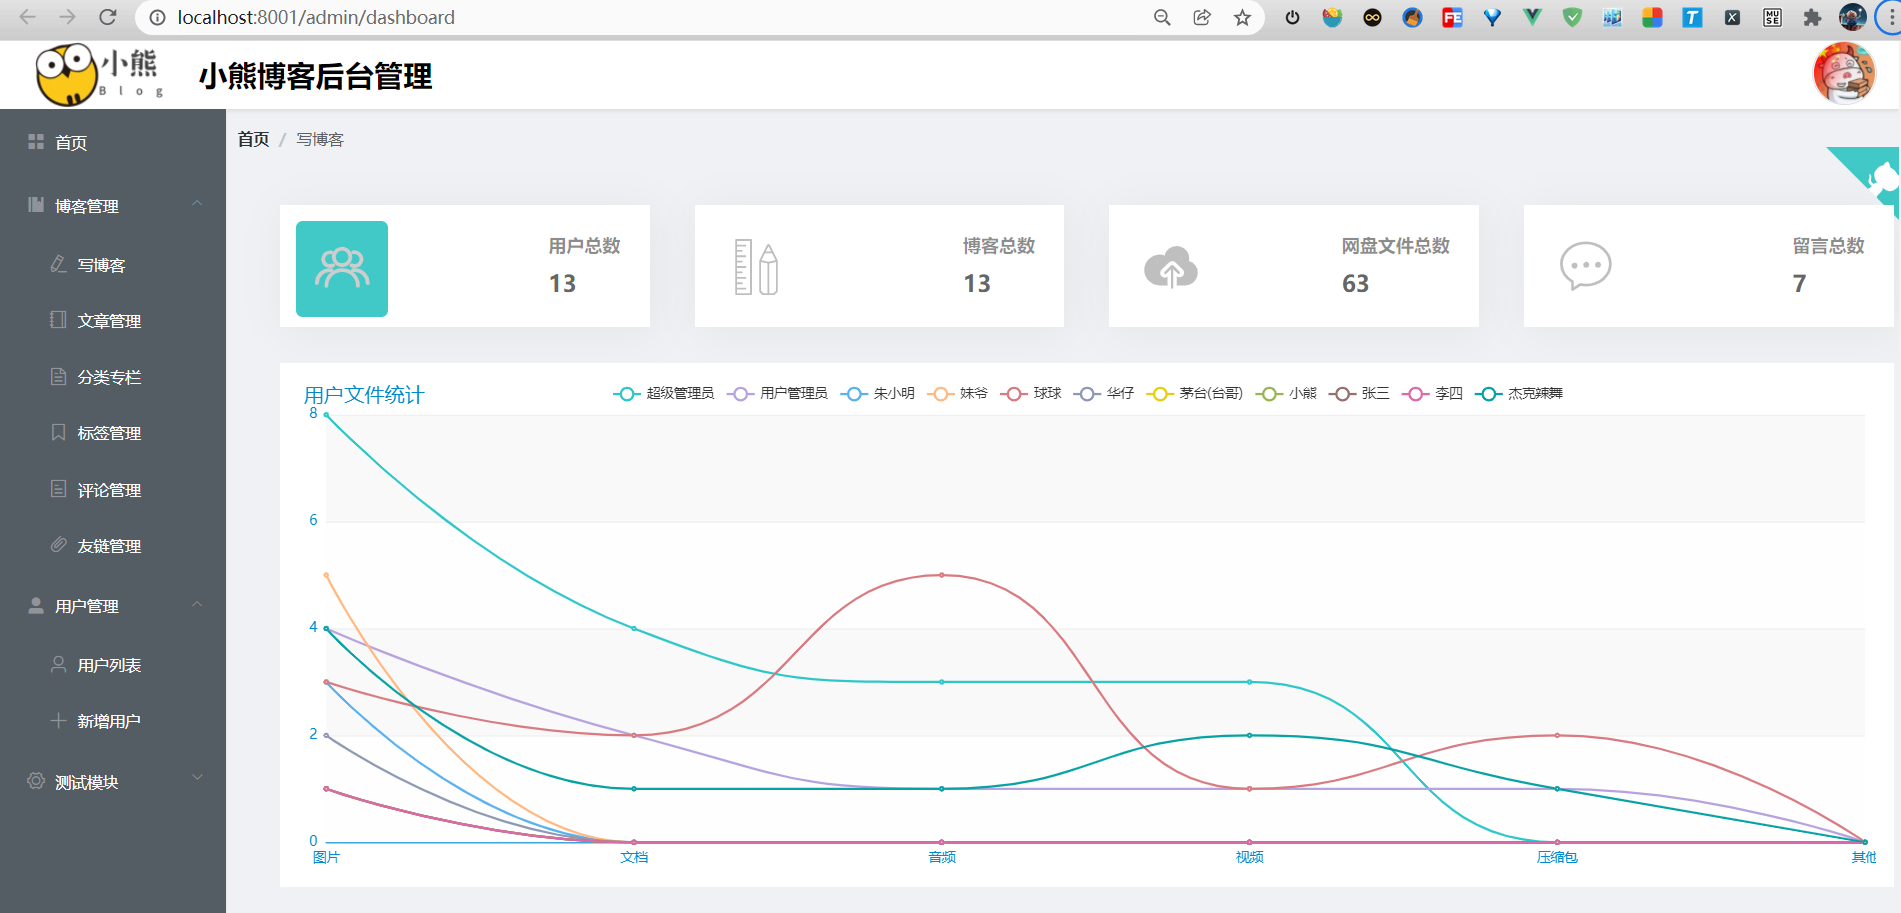 localhost:8001/admin/dashboard
小熊
Blog
小熊博客后台管理
首页
博客管理
写博客
文章管理
分类专栏
标签管理
评论管理
友链管理
用户管理
用户列表
新增用户
测试模块
首页 / 写博客
用户总数
13
博客总数
13
网盘文件总数
63
留言总数
7
用户文件统计
超级管理员 用户管理员 朱小明 妹爷 球球 华仔 茅台(台哥) 小熊 张三 李四 杰克辣舞
8
6
4
2
0
图片 文档 音频 视频 压缩包 其他
FE
T
X
MUSE